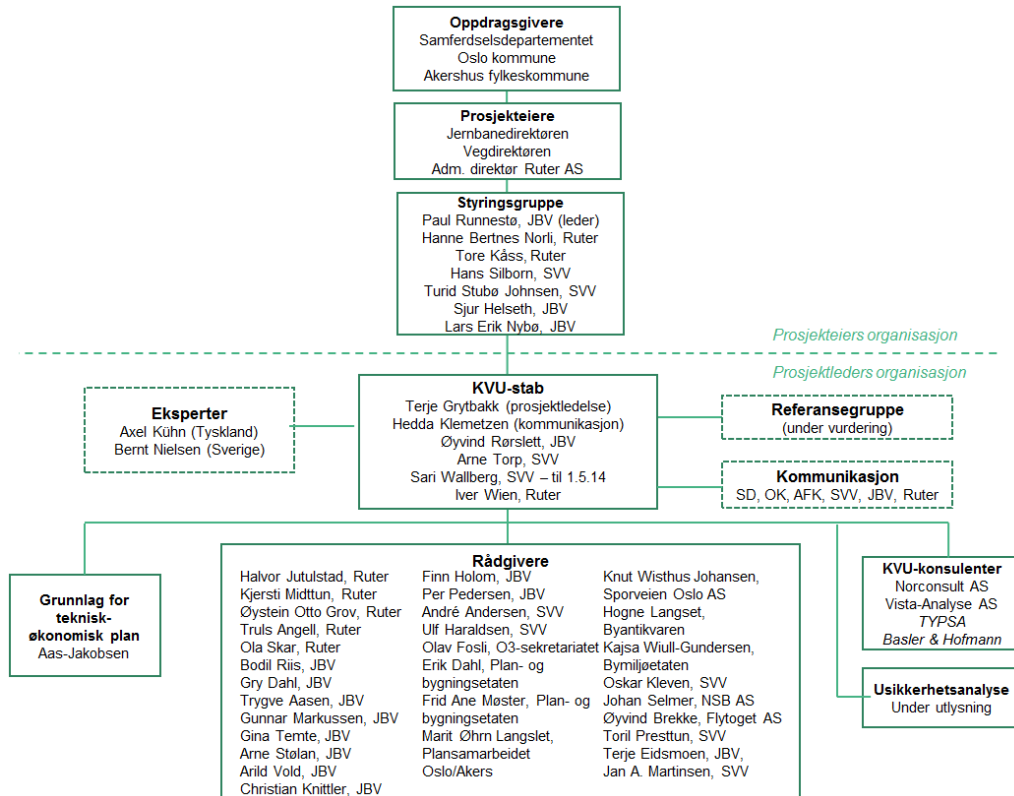 Oppdragsgivere
Samferdselsdepartementet
Oslo kommune
Akershus fylkeskommune
Prosjekteiere
Jernbanedirektøren
Vegdirektøren
Adm. direktør Ruter AS
Styringsgruppe
Paul Runnestø, JBV (leder)
Hanne Bertnes Norli, Ruter
Tore Kåss, Ruter
Hans Silborn, SVV
Turid Stubø Johnsen, SVV
Sjur Helseth, JBV
Lars Erik Nybø, JBV
Prosjekteiers organisasjon
Prosjektleders organisasjon
Eksperter
Axel Kühn (Tyskland)
Bernt Nielsen (Sverige)
KVU-stab
Terje Grytbakk (prosjektledelse)
Hedda Klemetzen (kommunikasjon)
Øyvind Rørslett, JBV
Arne Torp, SVV
Sari Wallberg, SVV – til 1.5.14
Iver Wien, Ruter
Referansegruppe
(under vurdering)
Kommunikasjon
SD, OK, AFK, SVV, JBV, Ruter
Grunnlag for
teknisk-
økonomisk plan
Aas-Jakobsen
Rådgivere
Halvor Jutulstad, Ruter
Kjersti Midttun, Ruter
Øystein Otto Grov, Ruter
Truls Angell, Ruter
Ola Skar, Ruter
Bodil Riis, JBV
Gry Dahl, JBV
Trygve Aasen, JBV
Gunnar Markussen, JBV
Gina Temte, JBV
Arne Stølan, JBV
Arild Vold, JBV
Christian Knittler, JBV
Finn Holom, JBV
Per Pedersen, JBV
André Andersen, SVV
Ulf Haraldsen, SVV
Olav Fosli, O3-sekretariatet
Erik Dahl, Plan- og
bygningsetaten
Frid Ane Møster, Plan- og
bygningsetaten
Marit Øhrn Langslet,
Plansamarbeidet
Oslo/Akers
Knut Wisthus Johansen,
Sporveien Oslo AS
Hogne Langset,
Byantikvaren
Kajsa Wiull-Gundersen,
Bymiljøetaten
Oskar Kleven, SVV
Johan Selmer, NSB AS
Øyvind Brekke, Flytoget AS
Toril Presttun, SVV
Terje Eidsmoen, JBV,
Jan A. Martinsen, SVV
KVU-konsulenter
Norconsult AS
Vista-Analyse AS
TYPSA
Basler & Hofmann
Usikkerhetsanalyse
Under utlysning